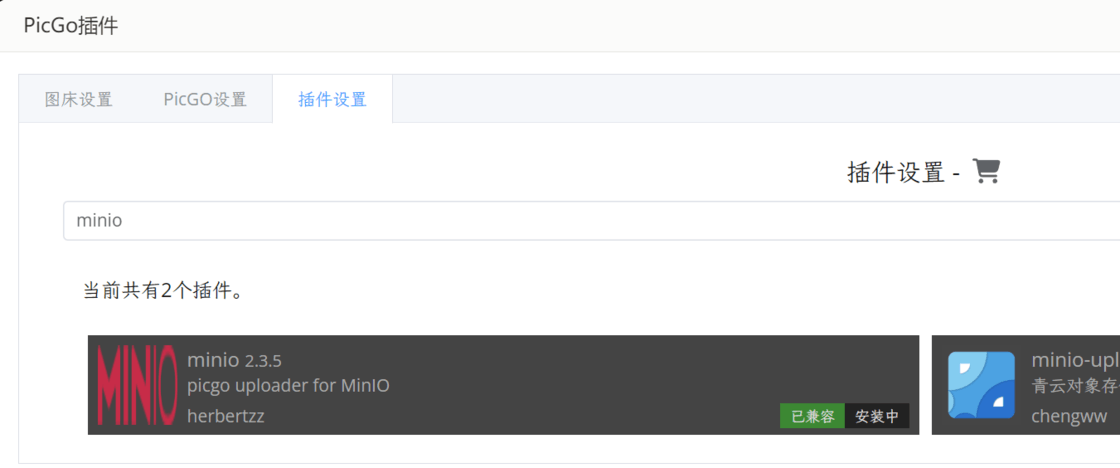 PicGo插件
图床设置 PicGO设置 插件设置
插件设置 -
minio
当前共有2个插件。
MINIO
minio 2.3.5
picgo uploader for MinIO
herbertzz
已兼容 安装中
minio-upl
青云对象存
chengww